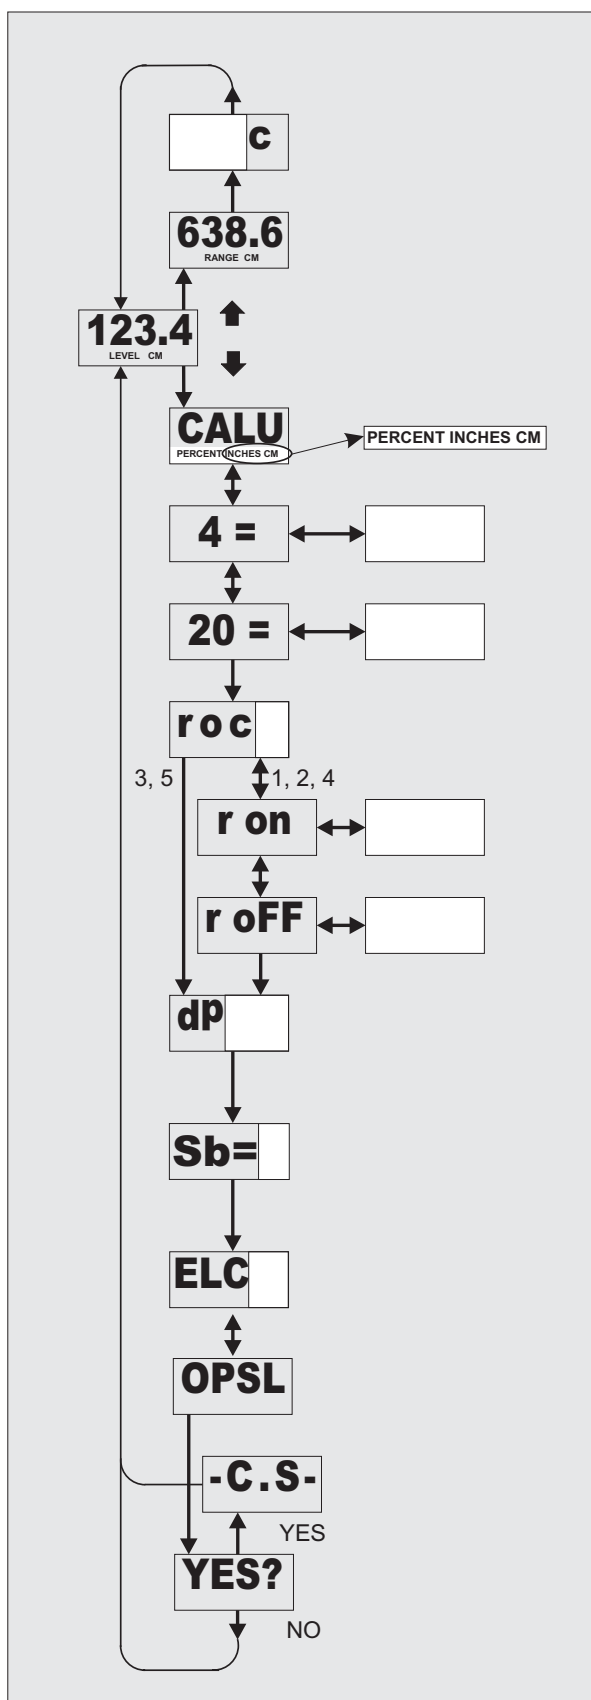 c
638.6
RANGE CM
123.4
LEVEL CM
CALU
PERCENT INCHES CM
PERCENT INCHES CM
4 =
20 =
r o c
3, 5
1, 2, 4
r on
r oFF
dP
Sb=
ELC
OPSL
-C.S-
YES
YES?
NO